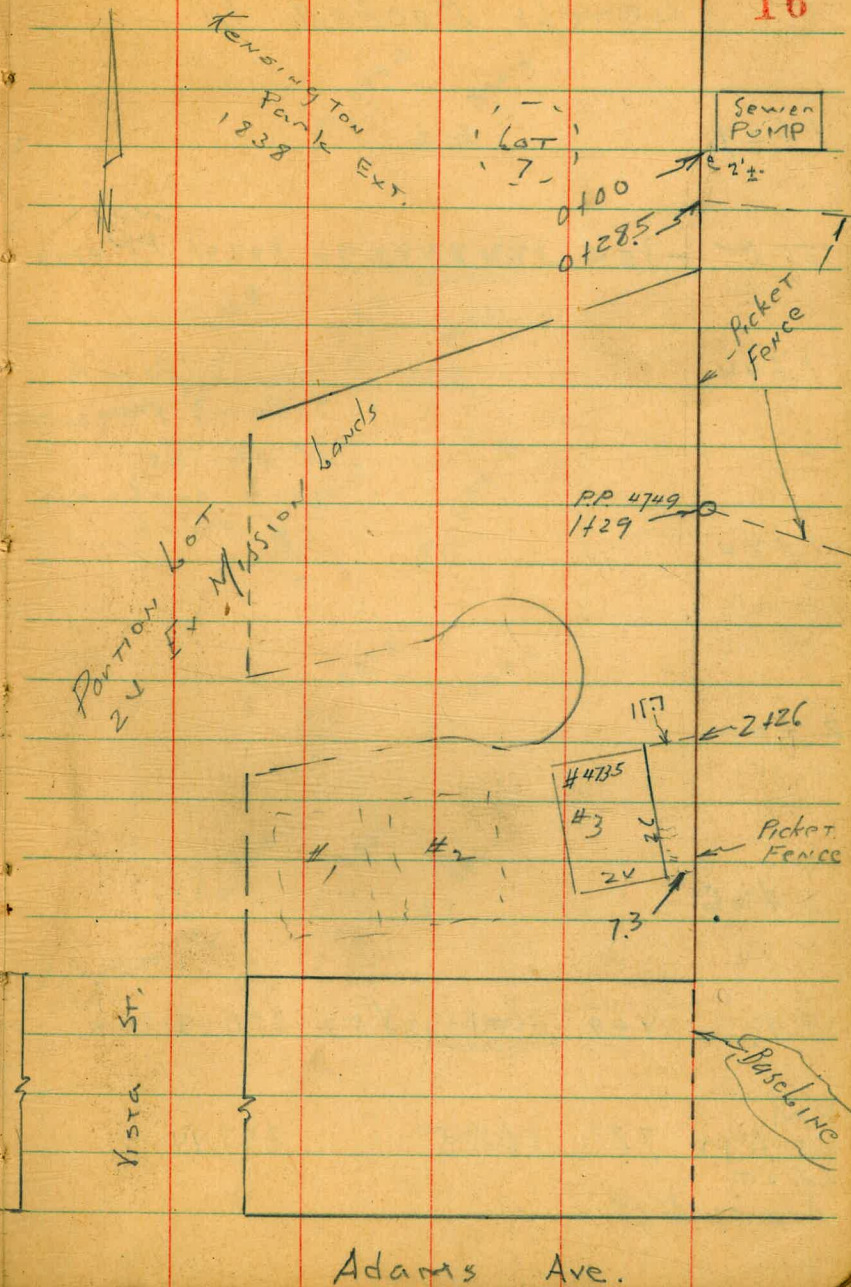 16
Kensington
Park Ext.
1838
N
Lot
7
Sewer
Pump
2'±
0+00
0+28.5
Picket
Fence
Portion Lot
Ex Mission Lands
P.P. 4749
1+29
2+26
#4735
#3
#1
#2
7.3
Picket
Fence
Vista St.
Baseline
Adams Ave.